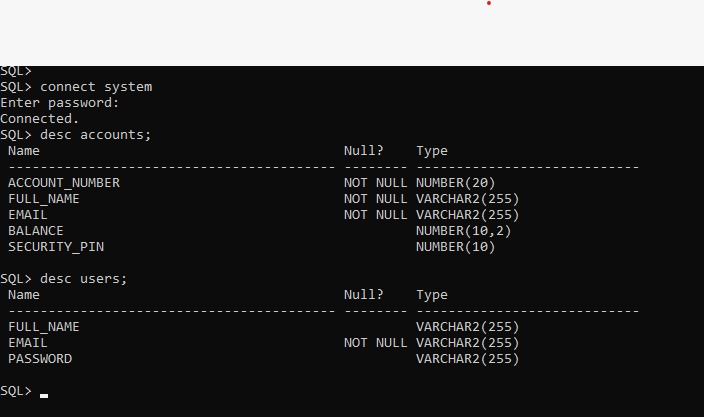 SQL>
SQL> connect system
Enter password:
Connected.
SQL> desc accounts;
 Name                                      Null?    Type
 ----------------------------------------- -------- ----------------------------
 ACCOUNT_NUMBER                            NOT NULL NUMBER(20)
 FULL_NAME                                 NOT NULL VARCHAR2(255)
 EMAIL                                     NOT NULL VARCHAR2(255)
 BALANCE                                            NUMBER(10,2)
 SECURITY_PIN                                       NUMBER(10)
SQL> desc users;
 Name                                      Null?    Type
 ----------------------------------------- -------- ----------------------------
 FULL_NAME                                          VARCHAR2(255)
 EMAIL                                     NOT NULL VARCHAR2(255)
 PASSWORD                                           VARCHAR2(255)
SQL>